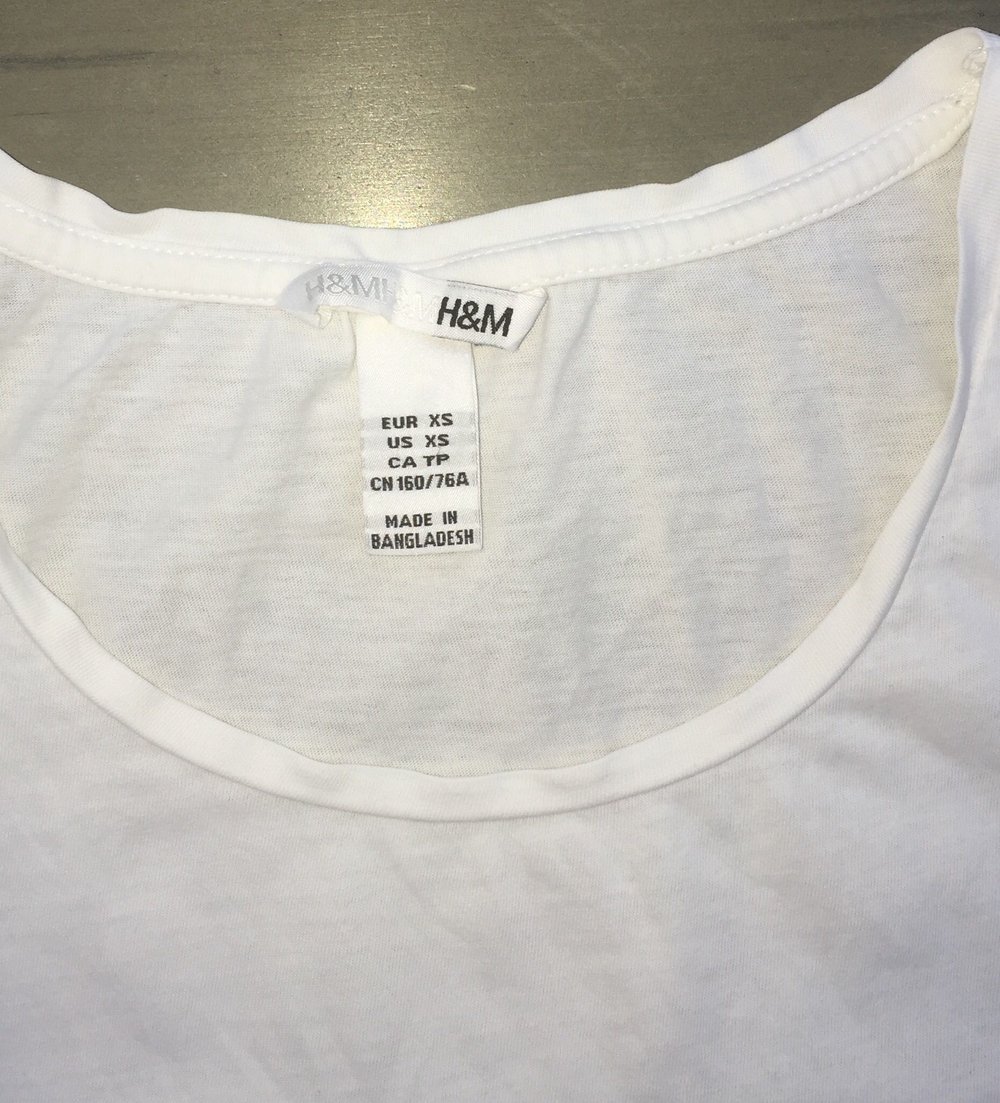 H&M H&M
EUR XS
US XS
CA TP
CN 160/76A
MADE IN
BANGLADESH